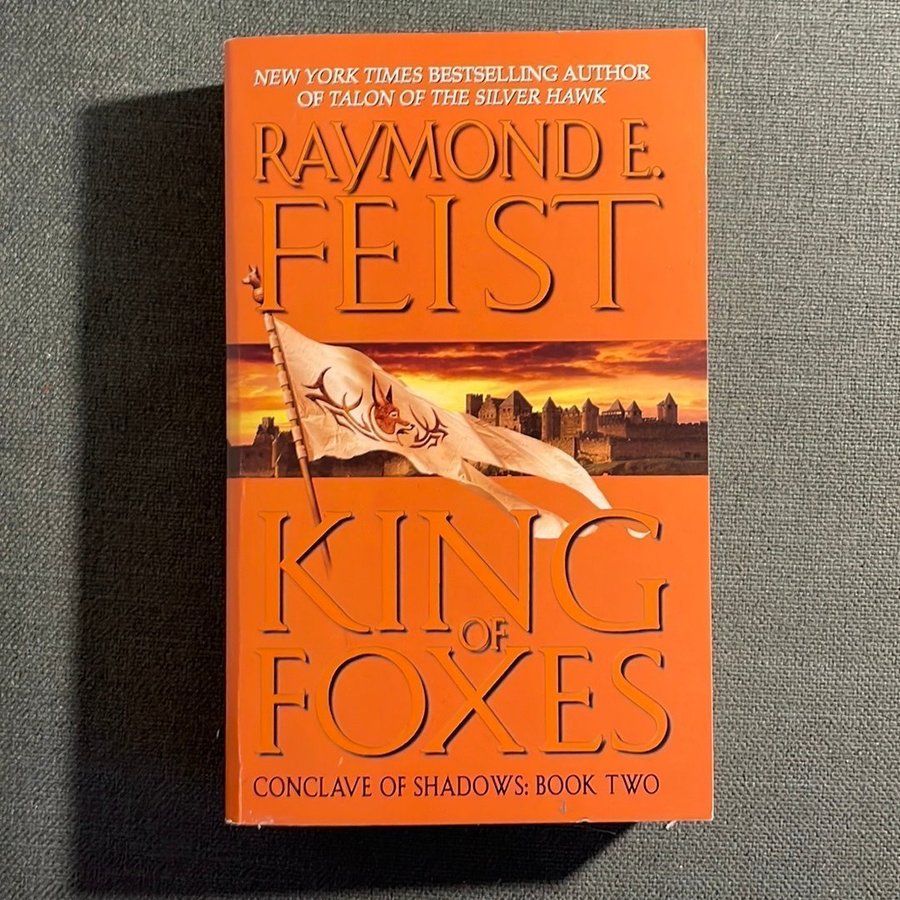 NEW YORK TIMES BESTSELLING AUTHOR
OF TALON OF THE SILVER HAWK
RAYMOND E.
FEIST
KING
OF
FOXES
CONCLAVE OF SHADOWS: BOOK TWO